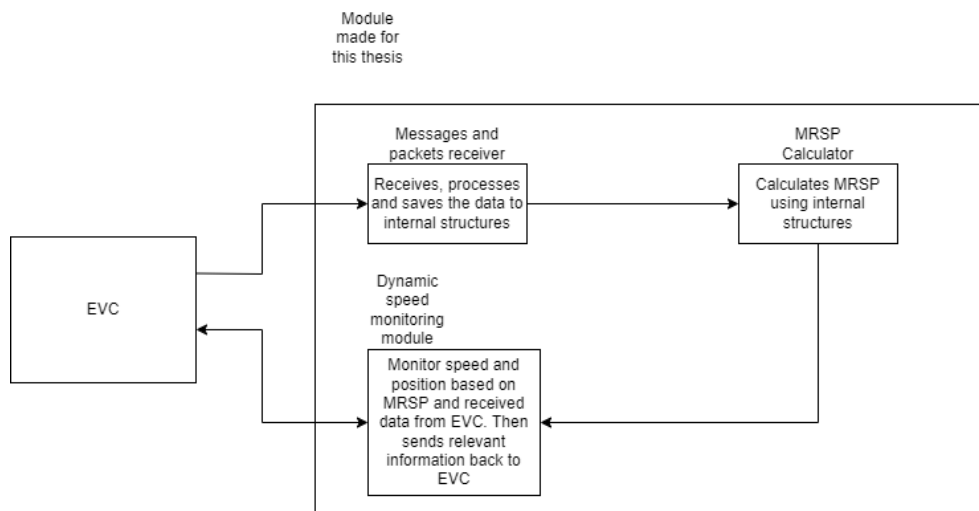 Module
made for
this thesis
Messages and
packets receiver
Receives, processes
and saves the data to
internal structures
MRSP
Calculator
Calculates MRSP
using internal
structures
EVC
Dynamic
speed
monitoring
module
Monitor speed and
position based on
MRSP and received
data from EVC. Then
sends relevant
information back to
EVC